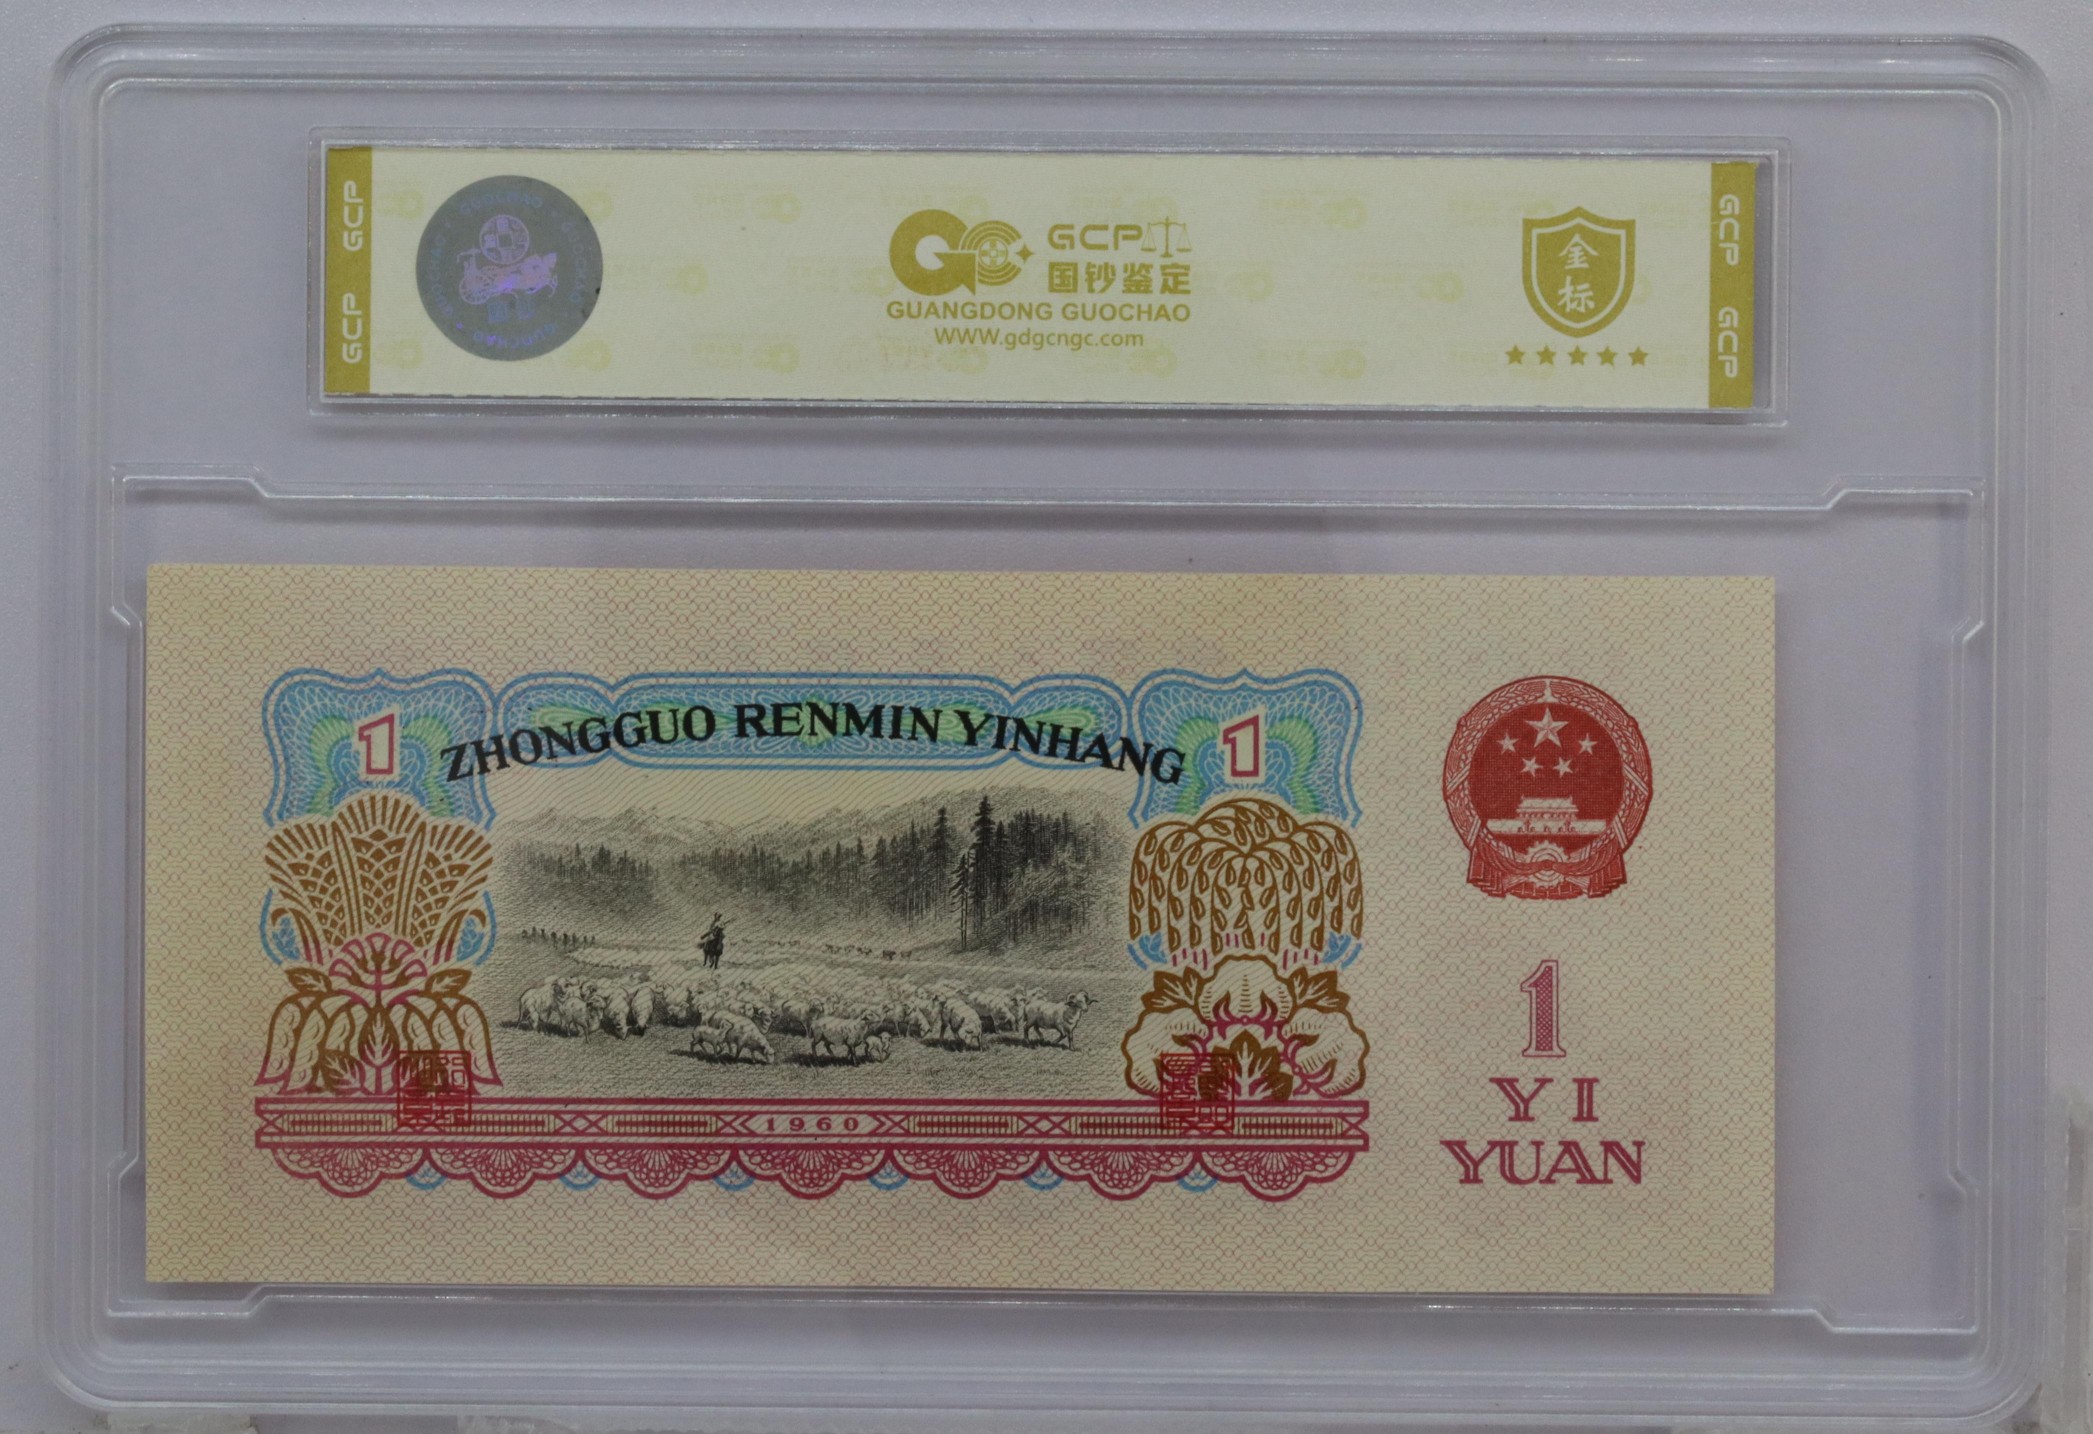 GCP GCP
GUOCHAO
GCP
国钞鉴定
GUANGDONG GUOCHAO
WWW.gdgcngc.com
金标
GCP GCP
ZHONGGUO RENMIN YINHANG
1 1
1960
1
YI
YUAN